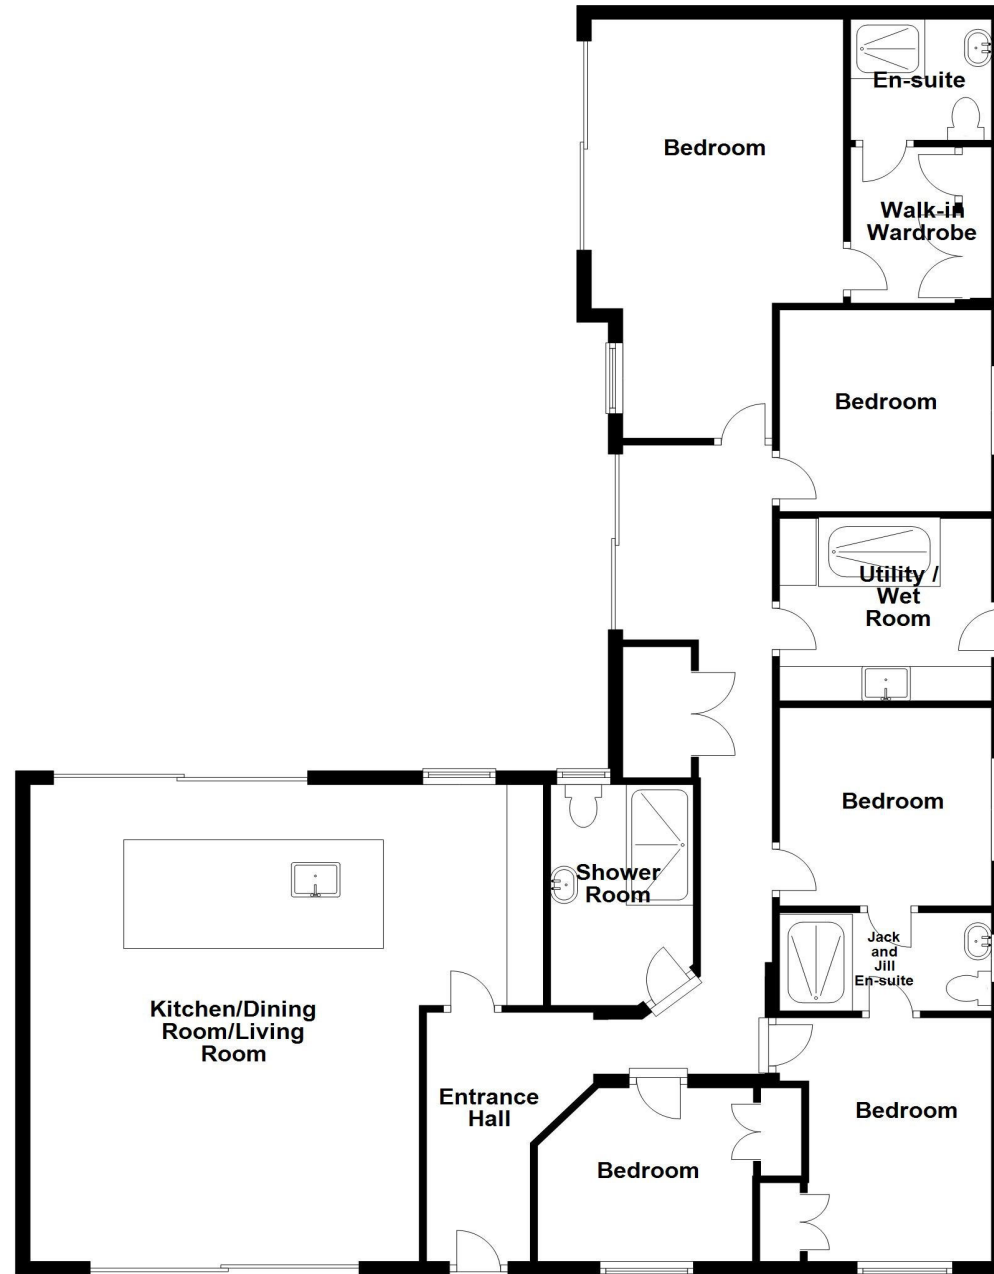 En-suite
Bedroom
Walk-in
Wardrobe
Bedroom
Utility /
Wet
Room
Bedroom
Shower
Room
Jack
and
Jill
En-suite
Kitchen/Dining
Room/Living
Room
Entrance
Hall
Bedroom
Bedroom